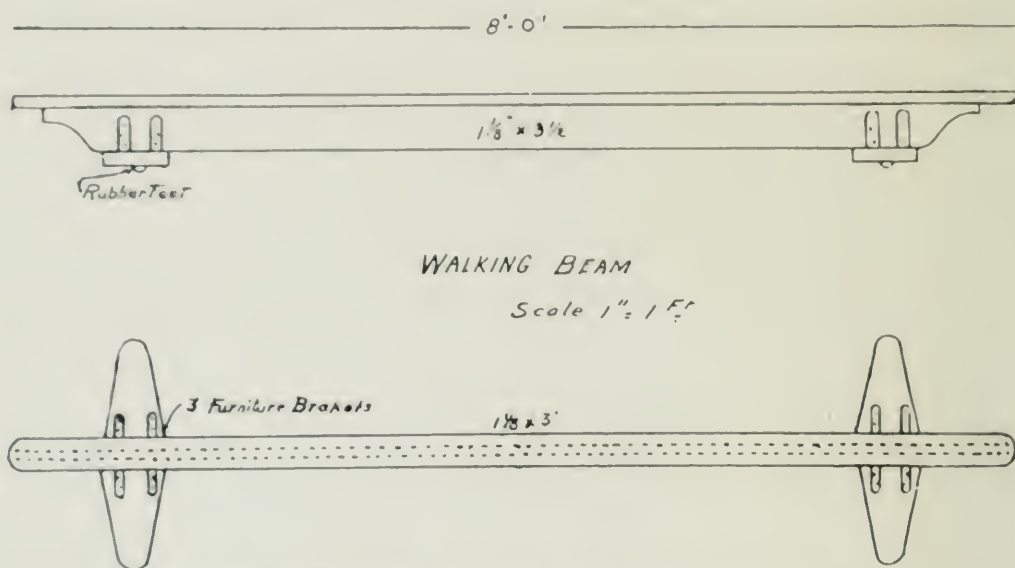 8'-0"
1⅛" x 3½
Rubber Feet
WALKING BEAM
Scale 1" = 1 Ft
3 Furniture Brakets
1⅛ x 3"